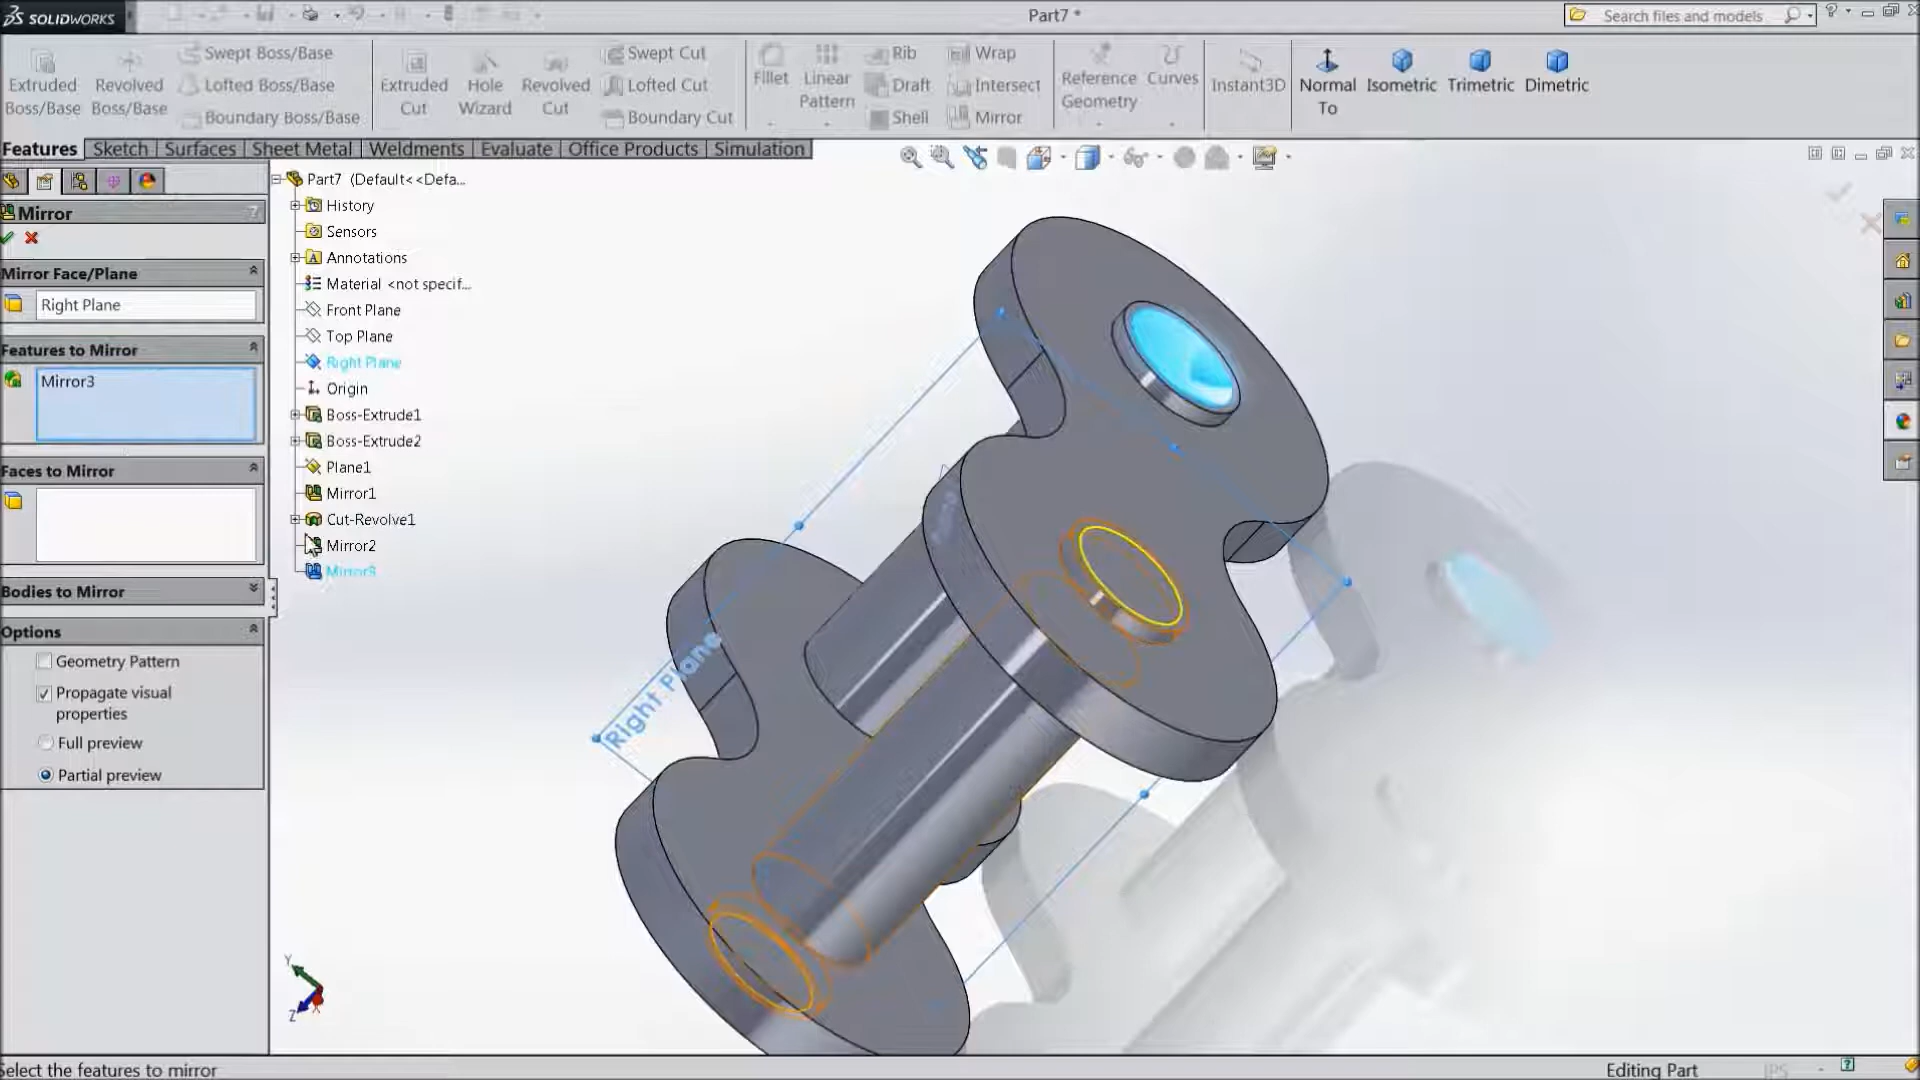 SOLIDWORKS
Part7 *
Search files and models
Extruded Boss/Base
Revolved Boss/Base
Swept Boss/Base
Lofted Boss/Base
Boundary Boss/Base
Extruded Cut
Hole Wizard
Revolved Cut
Swept Cut
Lofted Cut
Boundary Cut
Fillet
Linear Pattern
Rib
Draft
Shell
Wrap
Intersect
Mirror
Reference Geometry
Curves
Instant3D
Normal To
Isometric
Trimetric
Dimetric
Features
Sketch
Surfaces
Sheet Metal
Weldments
Evaluate
Office Products
Simulation
Mirror
?
Mirror Face/Plane
Right Plane
Features to Mirror
Mirror3
Faces to Mirror
Bodies to Mirror
Options
Geometry Pattern
Propagate visual
properties
Full preview
Partial preview
Part7 (Default<<Defa...
History
Sensors
Annotations
Material <not specif...
Front Plane
Top Plane
Right Plane
Origin
Boss-Extrude1
Boss-Extrude2
Plane1
Mirror1
Cut-Revolve1
Mirror2
Mirror3
Right Plane
Y
Z
X
Select the features to mirror
Editing Part
IPS